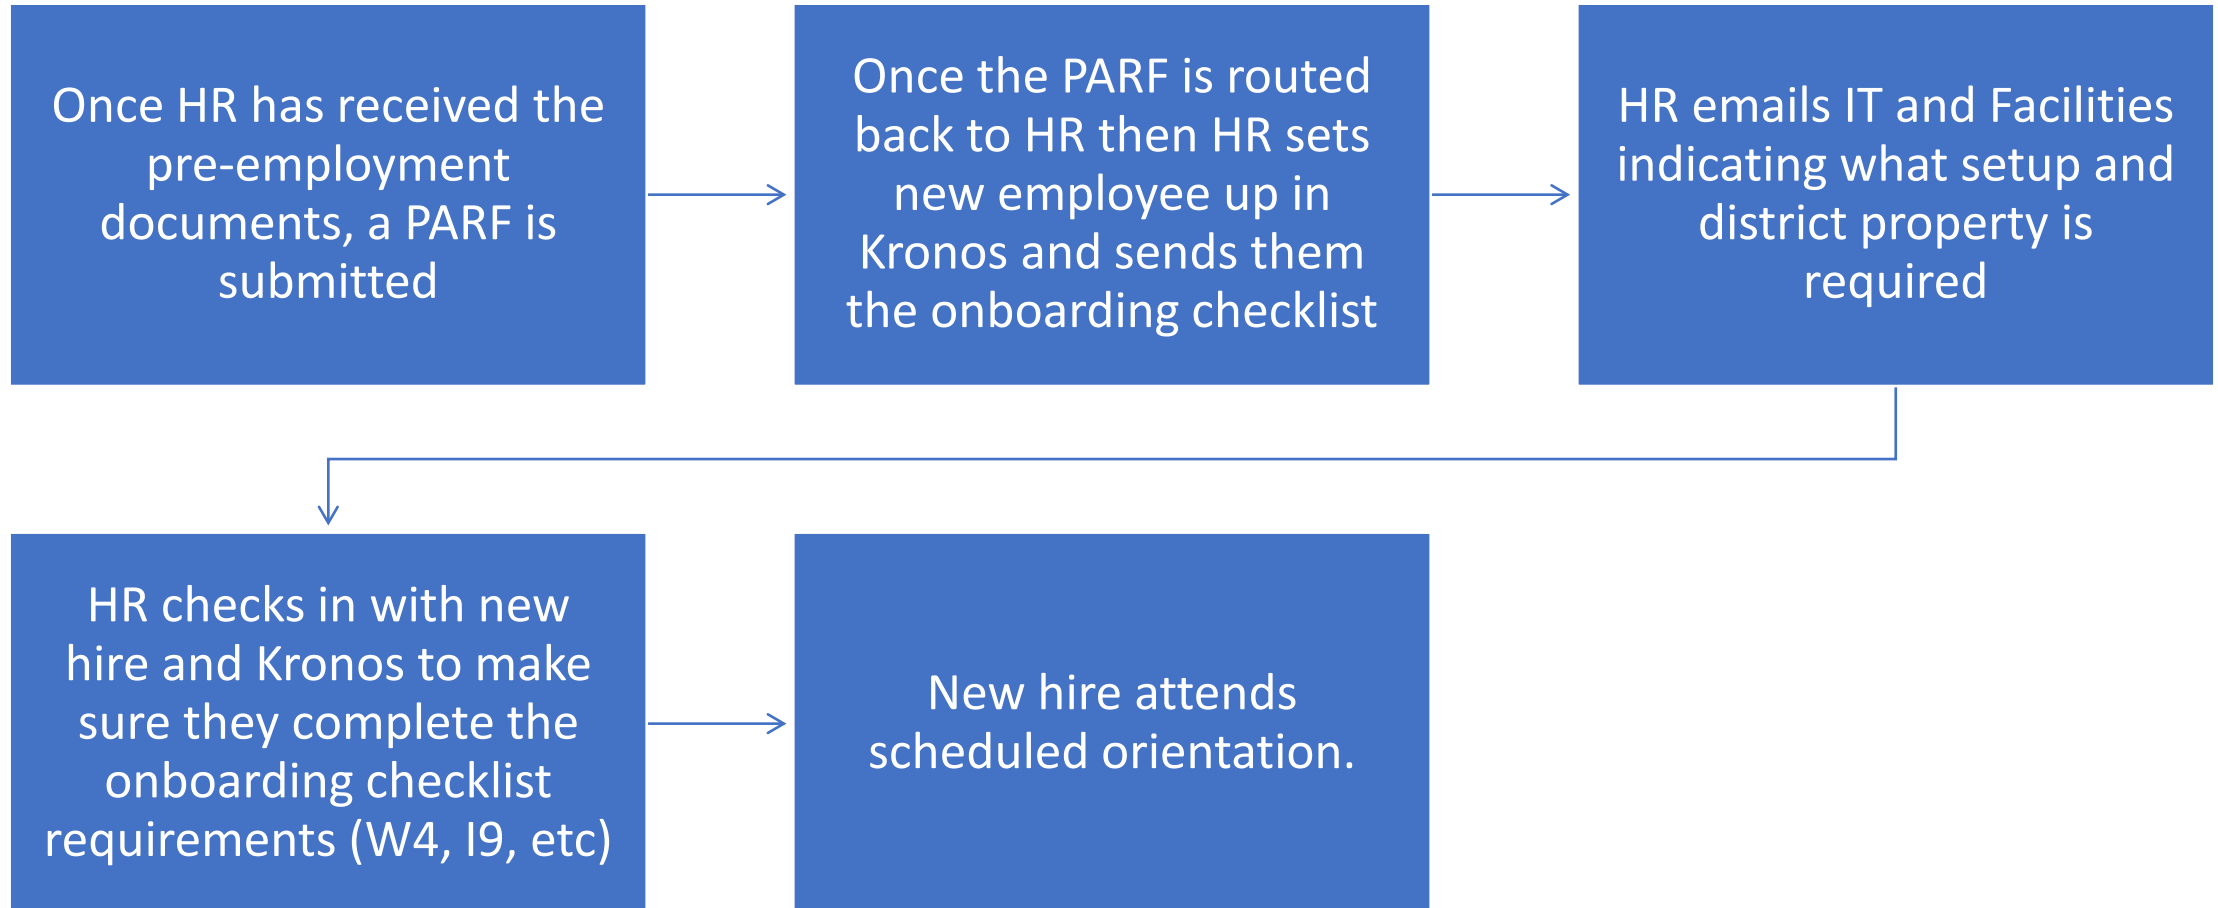 Once HR has received the
pre-employment
documents, a PARF is
submitted
Once the PARF is routed
back to HR then HR sets
new employee up in
Kronos and sends them
the onboarding checklist
HR emails IT and Facilities
indicating what setup and
district property is
required
HR checks in with new
hire and Kronos to make
sure they complete the
onboarding checklist
requirements (W4, I9, etc)
New hire attends
scheduled orientation.